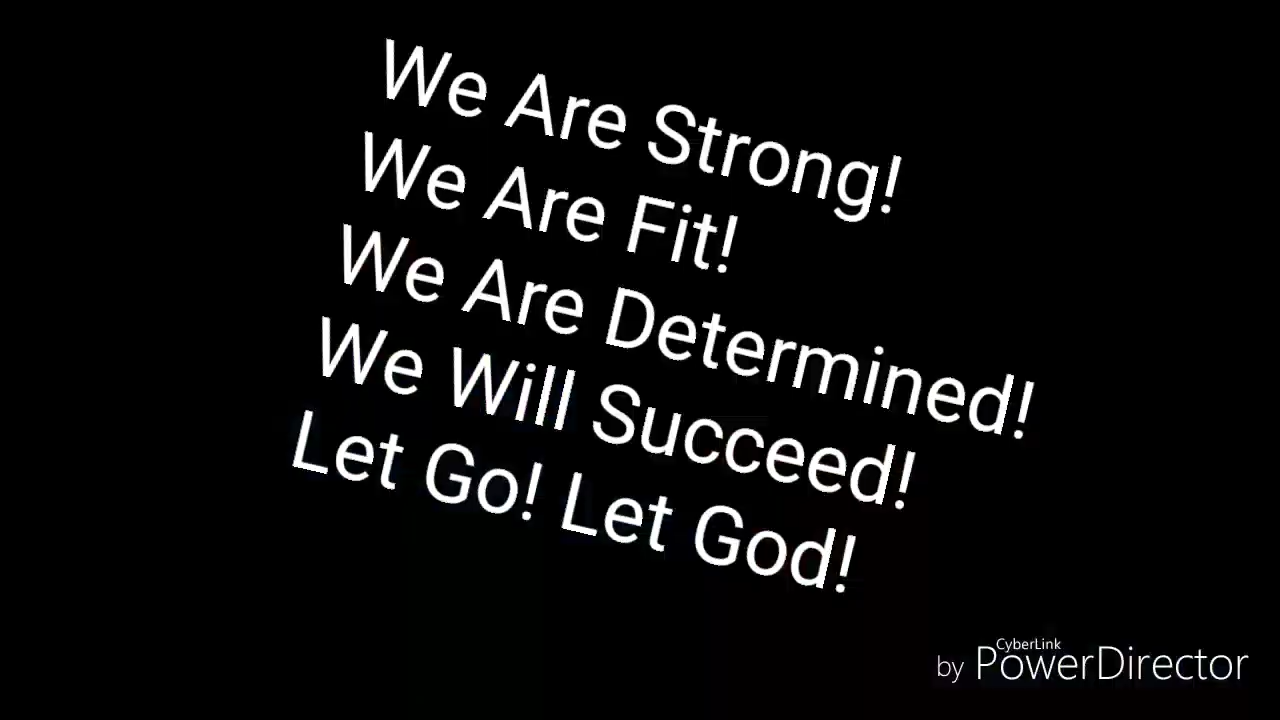 We Are Strong!
We Are Fit!
We Are Determined!
We Will Succeed!
Let Go! Let God!
by CyberLink PowerDirector